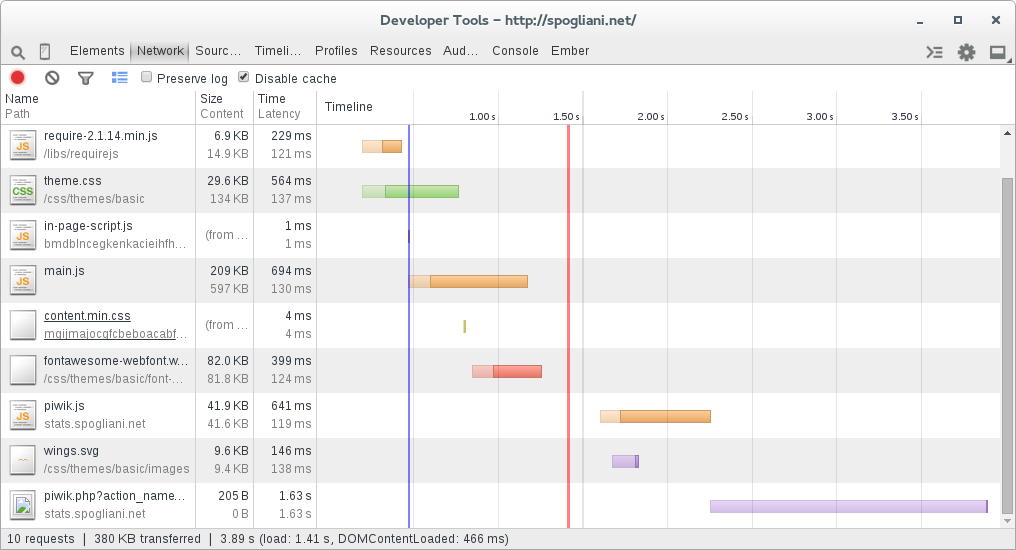 Developer Tools – http://spogliani.net/
Elements Network Sourc... Timeli... Profiles Resources Aud... Console Ember
Preserve log Disable cache
Name Size Time Timeline
Path Content Latency
1.00 s 1.50 s 2.00 s 2.50 s 3.00 s 3.50 s
require-2.1.14.min.js 6.9 KB 229 ms
/libs/requirejs 14.9 KB 121 ms
JS
theme.css 29.6 KB 564 ms
/css/themes/basic 134 KB 137 ms
CSS
in-page-script.js (from ... 1 ms
bmdblncegkenkacieihfh... 1 ms
JS
main.js 209 KB 694 ms
597 KB 130 ms
JS
content.min.css (from ... 4 ms
mgijmajocgfcbeboacabf... 4 ms
fontawesome-webfont.w... 82.0 KB 399 ms
/css/themes/basic/font-... 81.8 KB 124 ms
piwik.js 41.9 KB 641 ms
stats.spogliani.net 41.6 KB 119 ms
JS
wings.svg 9.6 KB 146 ms
/css/themes/basic/images 9.4 KB 138 ms
piwik.php?action_name... 205 B 1.63 s
stats.spogliani.net 0 B 1.63 s
10 requests | 380 KB transferred | 3.89 s (load: 1.41 s, DOMContentLoaded: 466 ms)